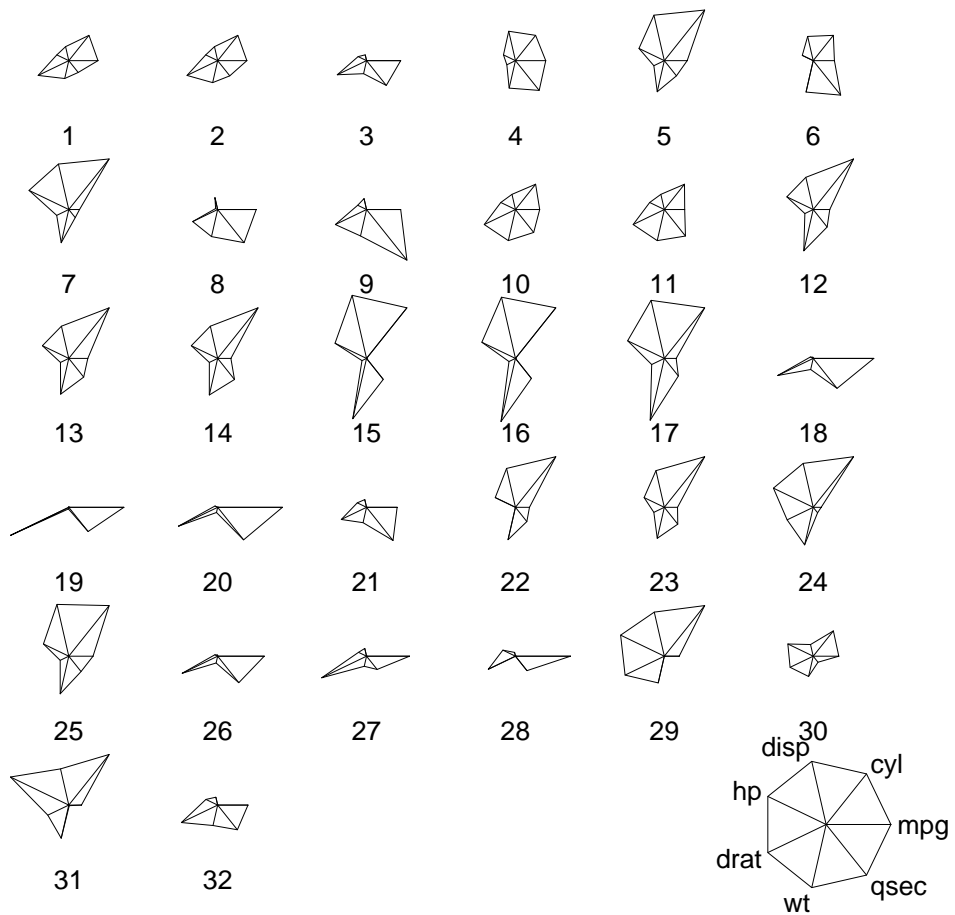 1 2 3 4 5 6
7 8 9 10 11 12
13 14 15 16 17 18
19 20 21 22 23 24
25 26 27 28 29 30
disp
cyl
hp
mpg
drat
qsec
wt
31 32